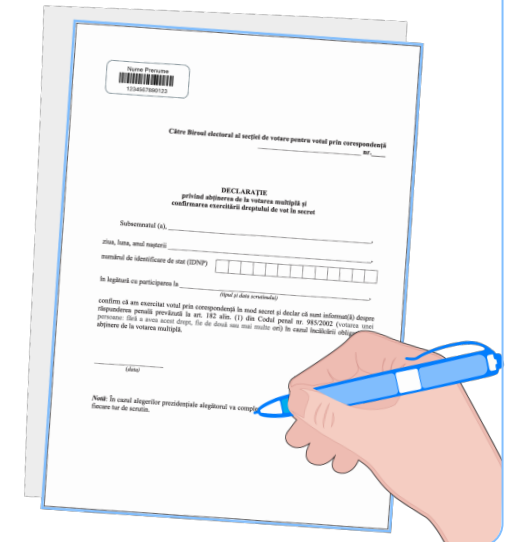 Nume Prenume
1234567890123
Către Biroul electoral al secției de votare pentru votul prin corespondență
nr.
DECLARAȚIE
privind abținerea de la votarea multiplă și
confirmarea exercitării dreptului de vot în secret
Subsemnatul (a),
ziua, luna, anul nașterii
numărul de identificare de stat (IDNP)
în legătură cu participarea la
(tipul și data scrutinului)
confirm că am exercitat votul prin corespondență în mod secret și declar că sunt informat(ă) despre
răspunderea penală prevăzută la art. 182 alin. (1) din Codul penal nr. 985/2002 (votarea unei
persoane: fără a avea acest drept, fie de două sau mai multe ori) în cazul încălcării
abținere de la votarea multiplă.
(data)
Notă: În cazul alegerilor prezidențiale alegătorul va
fiecare tur de scrutin.